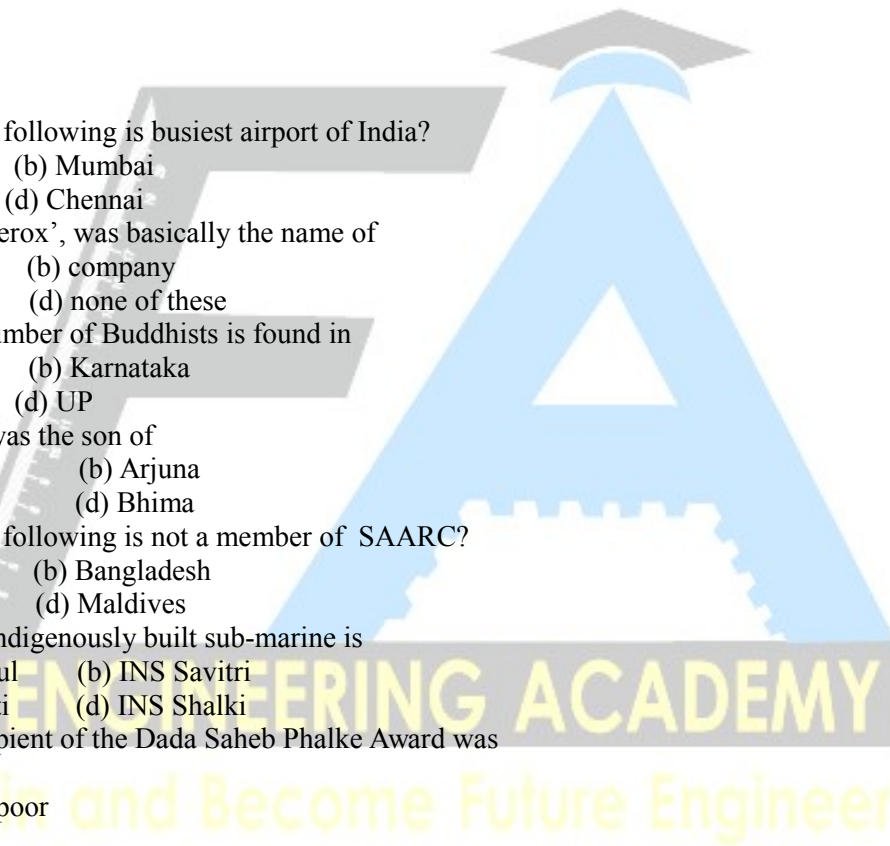 following is busiest airport of India?
(b) Mumbai
(d) Chennai
erox’, was basically the name of
(b) company
(d) none of these
umber of Buddhists is found in
(b) Karnataka
(d) UP
was the son of
(b) Arjuna
(d) Bhima
following is not a member of SAARC?
(b) Bangladesh
(d) Maldives
ndigenously built sub-marine is
ul (b) INS Savitri
ti (d) INS Shalki
ENGINEERING ACADEMY
pient of the Dada Saheb Phalke Award was
in and Become Future Engineer
poor